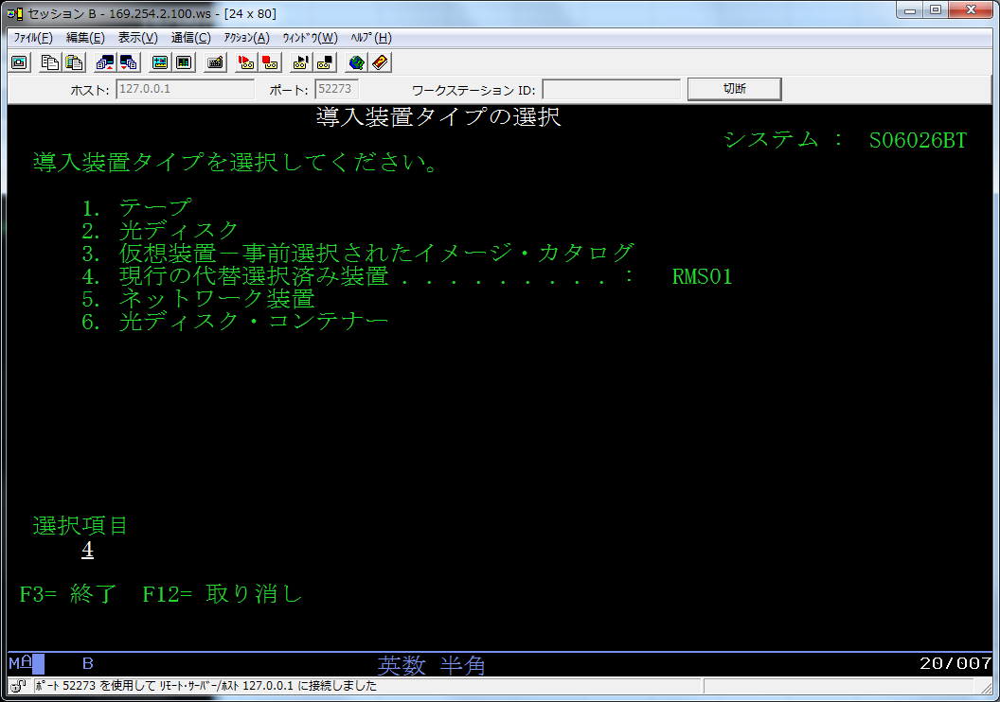 セッション B - 169.254.2.100.ws - [24 x 80]
ﾌｧｲﾙ(F) 編集(E) 表示(V) 通信(C) ｱｸｼｮﾝ(A) ｳｨﾝﾄﾞｳ(W) ﾍﾙﾌﾟ(H)
ホスト: 127.0.0.1 ポート: 52273 ワークステーション ID: 切断
導入装置タイプの選択
システム : S06026BT
導入装置タイプを選択してください。
1. テープ
2. 光ディスク
3. 仮想装置－事前選択されたイメージ・カタログ
4. 現行の代替選択済み装置 . . . . . . . . . : RMS01
5. ネットワーク装置
6. 光ディスク・コンテナー
選択項目
4
F3= 終了 F12= 取り消し
MA B 英数 半角 20/007
ﾎﾟｰﾄ 52273 を使用して ﾘﾓｰﾄ･ｻｰﾊﾞｰ/ﾎｽﾄ 127.0.0.1 に接続しました